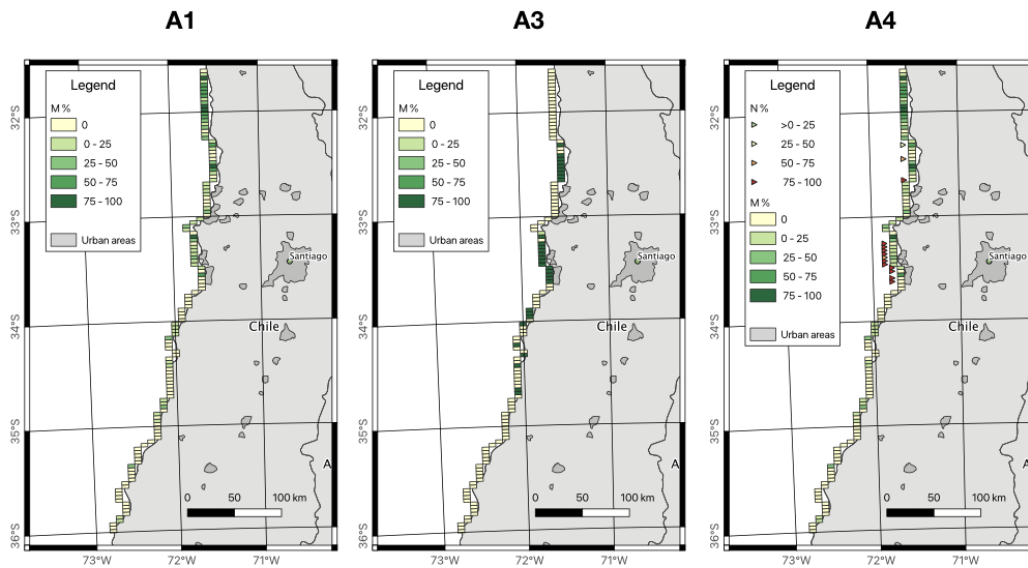 A1
Legend
M %
0
0 - 25
25 - 50
50 - 75
75 - 100
Urban areas
Santiago
Chile
A
0 50 100 km
32°S
33°S
34°S
35°S
36°S
73°W 72°W 71°W
A3
Legend
M %
0
0 - 25
25 - 50
50 - 75
75 - 100
Urban areas
Santiago
Chile
A
0 50 100 km
32°S
33°S
34°S
35°S
36°S
73°W 72°W 71°W
A4
Legend
N %
>0 - 25
25 - 50
50 - 75
75 - 100
M %
0
0 - 25
25 - 50
50 - 75
75 - 100
Urban areas
Santiago
Chile
A
0 50 100 km
32°S
33°S
34°S
35°S
36°S
73°W 72°W 71°W